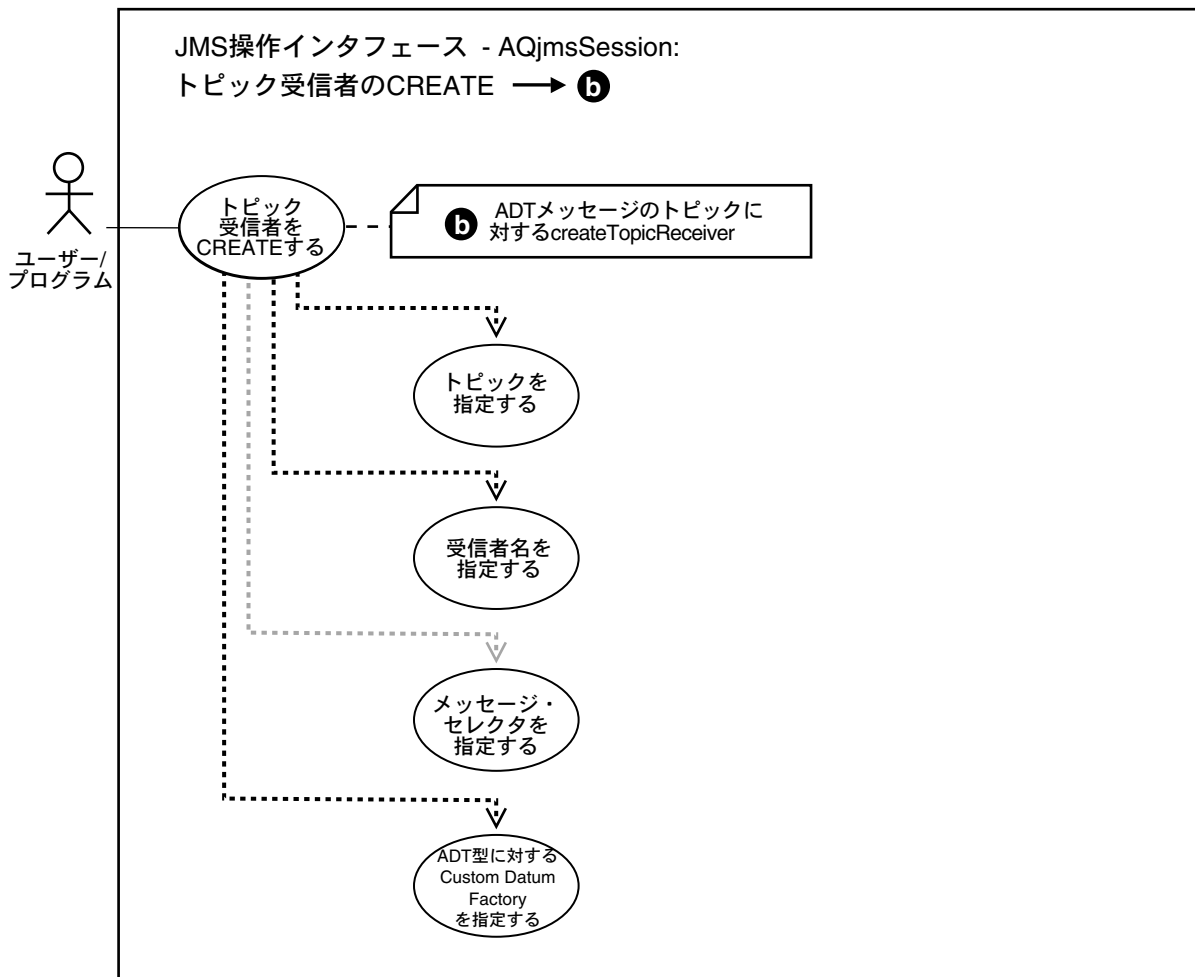 JMS操作インタフェース - AQjmsSession:
トピック受信者のCREATE → b
ユーザー/
プログラム
トピック
受信者を
CREATEする
b ADTメッセージのトピックに
対するcreateTopicReceiver
トピックを
指定する
受信者名を
指定する
メッセージ・
セレクタを
指定する
ADT型に対する
Custom Datum
Factory
を指定する